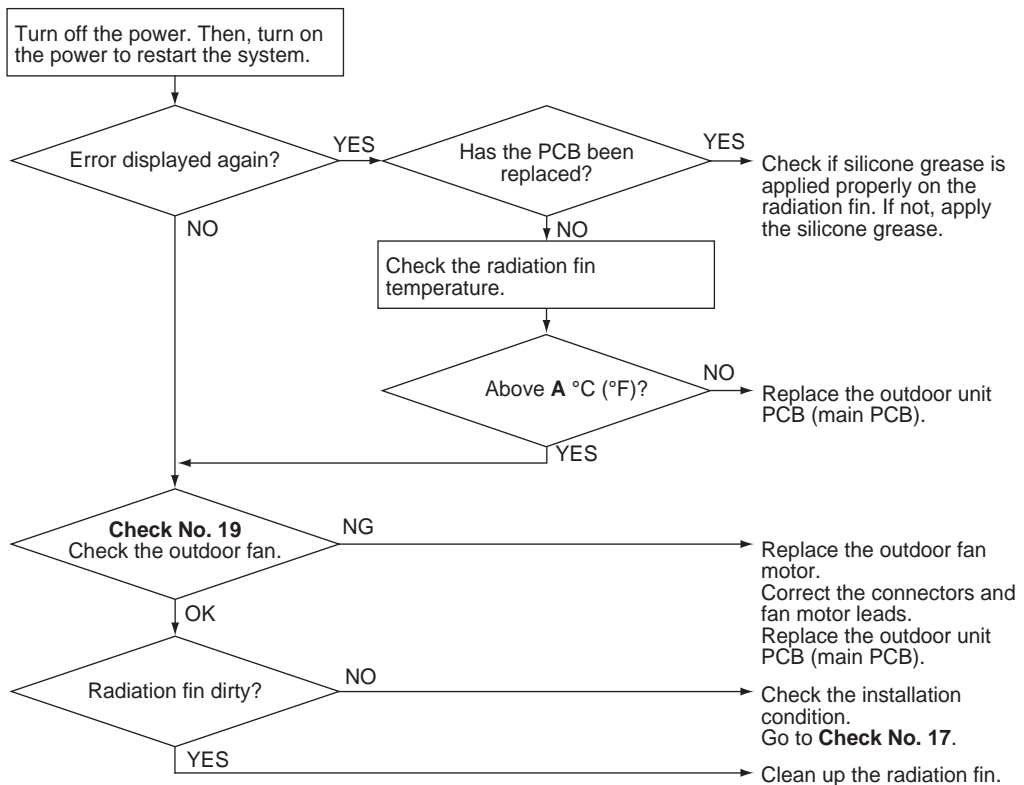 Turn off the power. Then, turn on
the power to restart the system.
Error displayed again?
YES
Has the PCB been
replaced?
YES
Check if silicone grease is
applied properly on the
radiation fin. If not, apply
the silicone grease.
NO
NO
Check the radiation fin
temperature.
Above A °C (°F)?
NO
Replace the outdoor unit
PCB (main PCB).
YES
Check No. 19
Check the outdoor fan.
NG
Replace the outdoor fan
motor.
Correct the connectors and
fan motor leads.
Replace the outdoor unit
PCB (main PCB).
OK
Radiation fin dirty?
NO
Check the installation
condition.
Go to Check No. 17.
YES
Clean up the radiation fin.